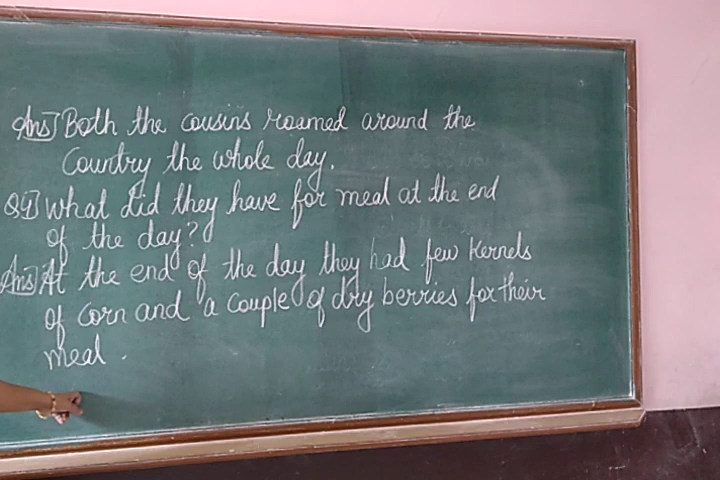 Ans] Both the cousins roamed around the
Country the whole day.
Q4] What did they have for meal at the end
of the day?
Ans] At the end of the day they had few kernels
of corn and a couple of dry berries for their
meal.